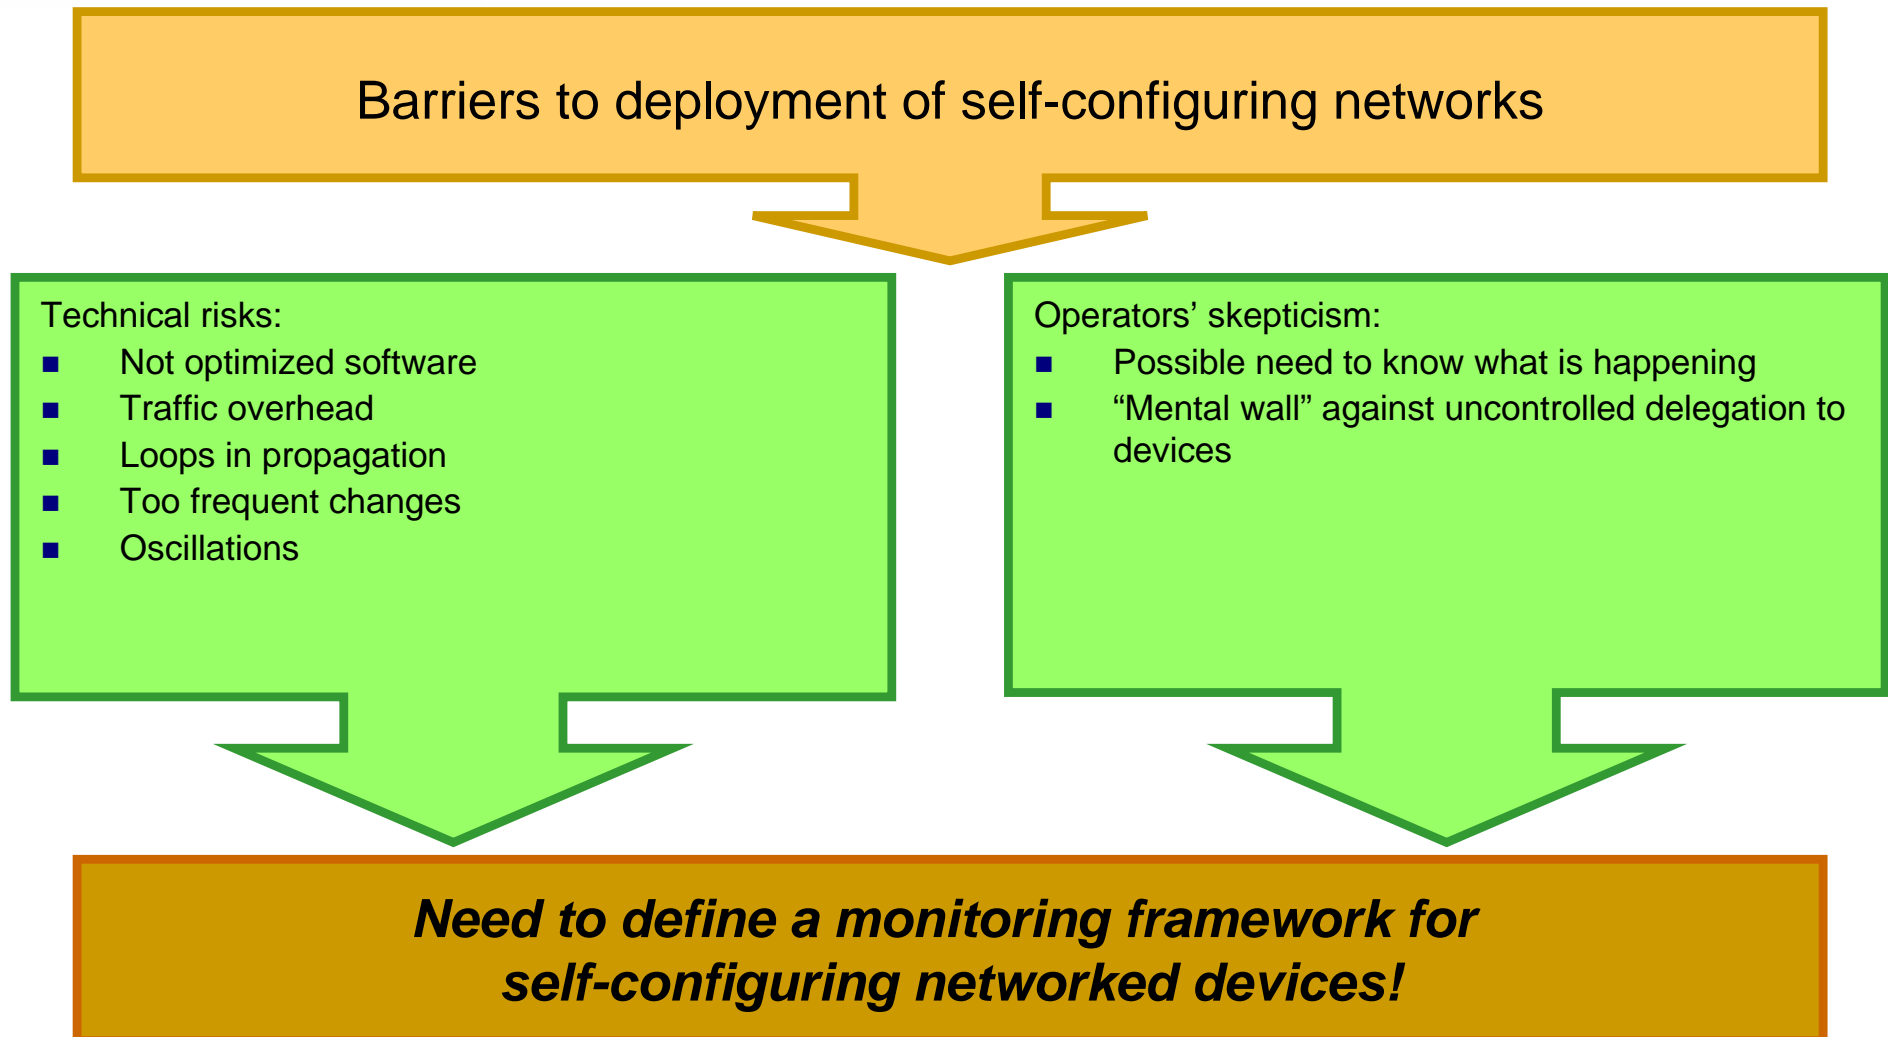 Barriers to deployment of self-configuring networks
Technical risks:
■ Not optimized software
■ Traffic overhead
■ Loops in propagation
■ Too frequent changes
■ Oscillations
Operators’ skepticism:
■ Possible need to know what is happening
■ “Mental wall” against uncontrolled delegation to
devices
Need to define a monitoring framework for
self-configuring networked devices!